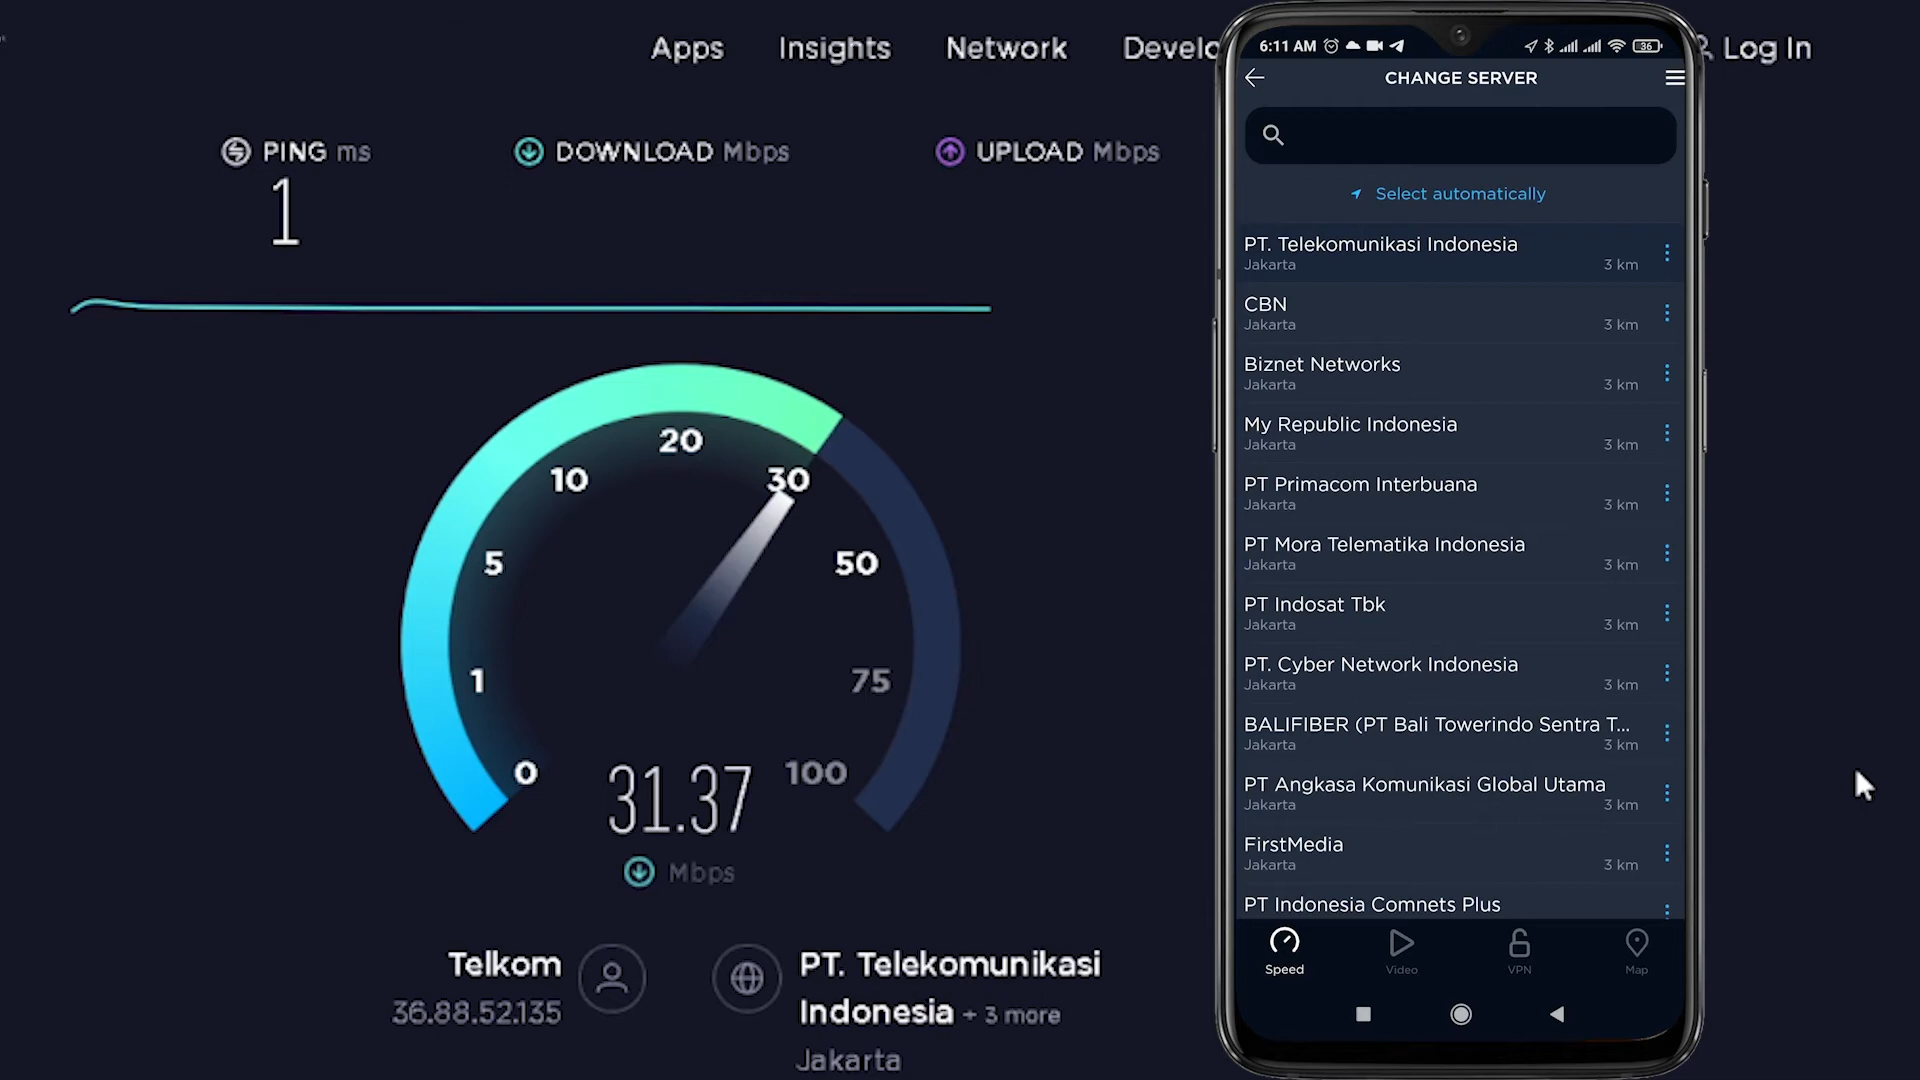 Apps Insights Network Develo Log In
PING ms
1
DOWNLOAD Mbps
UPLOAD Mbps
0
1
5
10
20
30
50
75
100
31.37
Mbps
Telkom
36.88.52.135
PT. Telekomunikasi
Indonesia + 3 more
Jakarta
6:11 AM 36
CHANGE SERVER
Select automatically
PT. Telekomunikasi Indonesia
Jakarta 3 km
CBN
Jakarta 3 km
Biznet Networks
Jakarta 3 km
My Republic Indonesia
Jakarta 3 km
PT Primacom Interbuana
Jakarta 3 km
PT Mora Telematika Indonesia
Jakarta 3 km
PT Indosat Tbk
Jakarta 3 km
PT. Cyber Network Indonesia
Jakarta 3 km
BALIFIBER (PT Bali Towerindo Sentra T...
Jakarta 3 km
PT Angkasa Komunikasi Global Utama
Jakarta 3 km
FirstMedia
Jakarta 3 km
PT Indonesia Comnets Plus
Speed Video VPN Map